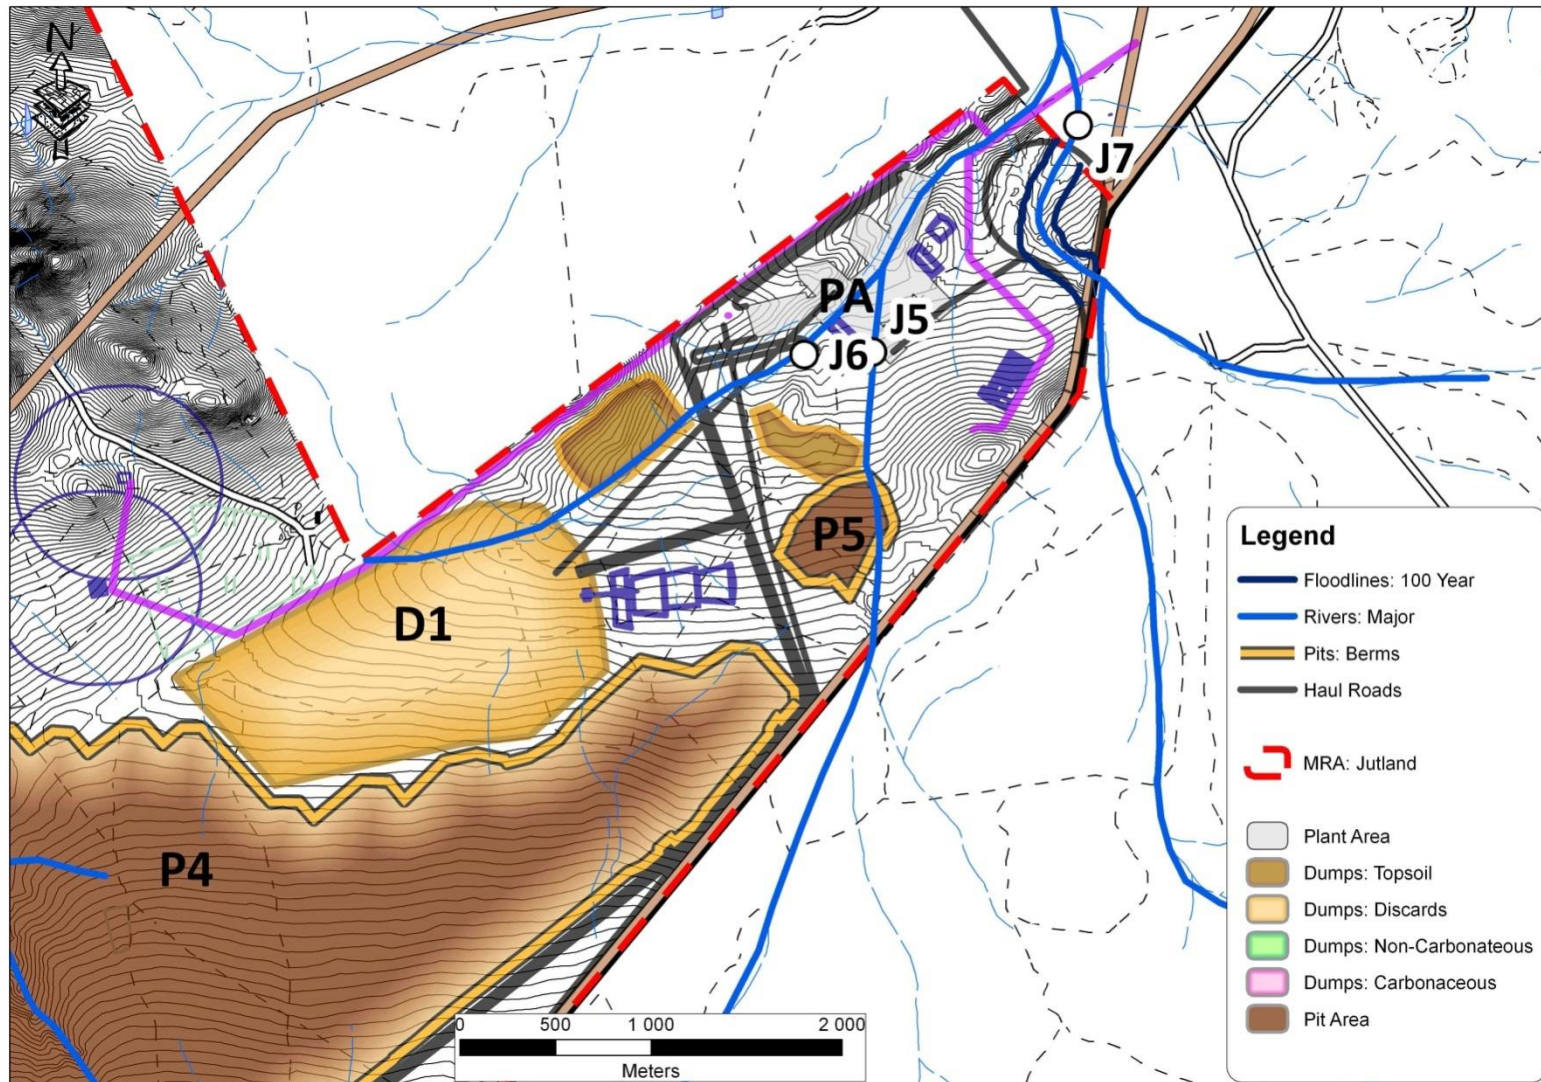 N
J7
PA
J5
J6
P5
D1
P4
Legend
Floodlines: 100 Year
Rivers: Major
Pits: Berms
Haul Roads
MRA: Jutland
Plant Area
Dumps: Topsoil
Dumps: Discards
Dumps: Non-Carbonateous
Dumps: Carbonaceous
Pit Area
0 500 1 000 2 000
Meters